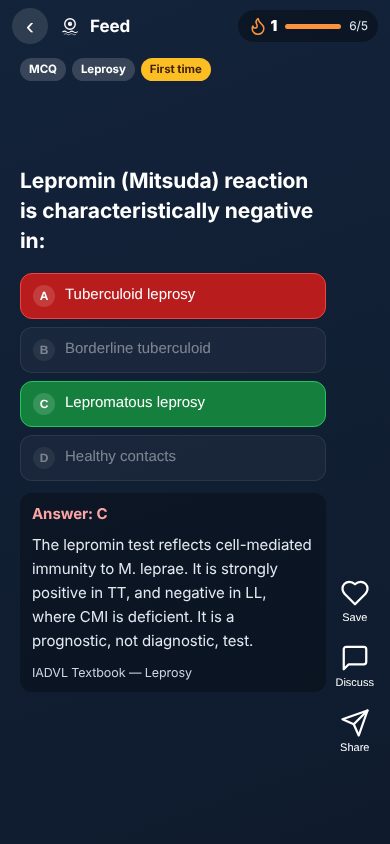 ‹ Feed 1 6/5
MCQ Leprosy First time
Lepromin (Mitsuda) reaction
is characteristically negative
in:
A Tuberculoid leprosy
B Borderline tuberculoid
C Lepromatous leprosy
D Healthy contacts
Answer: C
The lepromin test reflects cell-mediated
immunity to M. leprae. It is strongly
positive in TT, and negative in LL,
where CMI is deficient. It is a
prognostic, not diagnostic, test.
IADVL Textbook — Leprosy
Save
Discuss
Share